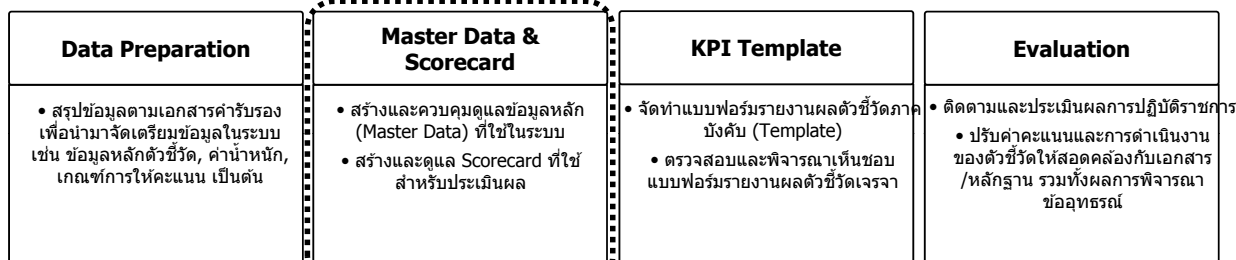 Data Preparation
• สรุปข้อมูลตามเอกสารคำรับรอง
เพื่อนำมาจัดเตรียมข้อมูลในระบบ
เช่น ข้อมูลหลักตัวชี้วัด, ค่าน้ำหนัก,
เกณฑ์การให้คะแนน เป็นต้น
Master Data &
Scorecard
• สร้างและควบคุมดูแลข้อมูลหลัก
(Master Data) ที่ใช้ในระบบ
• สร้างและดูแล Scorecard ที่ใช้
สำหรับประเมินผล
KPI Template
• จัดทำแบบฟอร์มรายงานผลตัวชี้วัดภาค
บังคับ (Template)
• ตรวจสอบและพิจารณาเห็นชอบ
แบบฟอร์มรายงานผลตัวชี้วัดเจรจา
Evaluation
• ติดตามและประเมินผลการปฏิบัติราชการ
• ปรับค่าคะแนนและการดำเนินงาน
ของตัวชี้วัดให้สอดคล้องกับเอกสาร
/หลักฐาน รวมทั้งผลการพิจารณา
ข้ออุทธรณ์